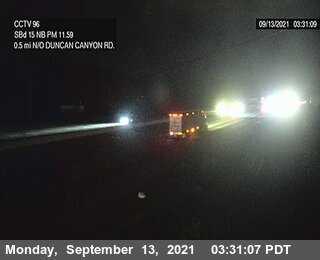 CCTV 96
SBd 15 NB PM 11.59
0.5 mi N/O DUNCAN CANYON RD.
09/13/2021 03:31:09
Monday, September 13, 2021 03:31:07 PDT